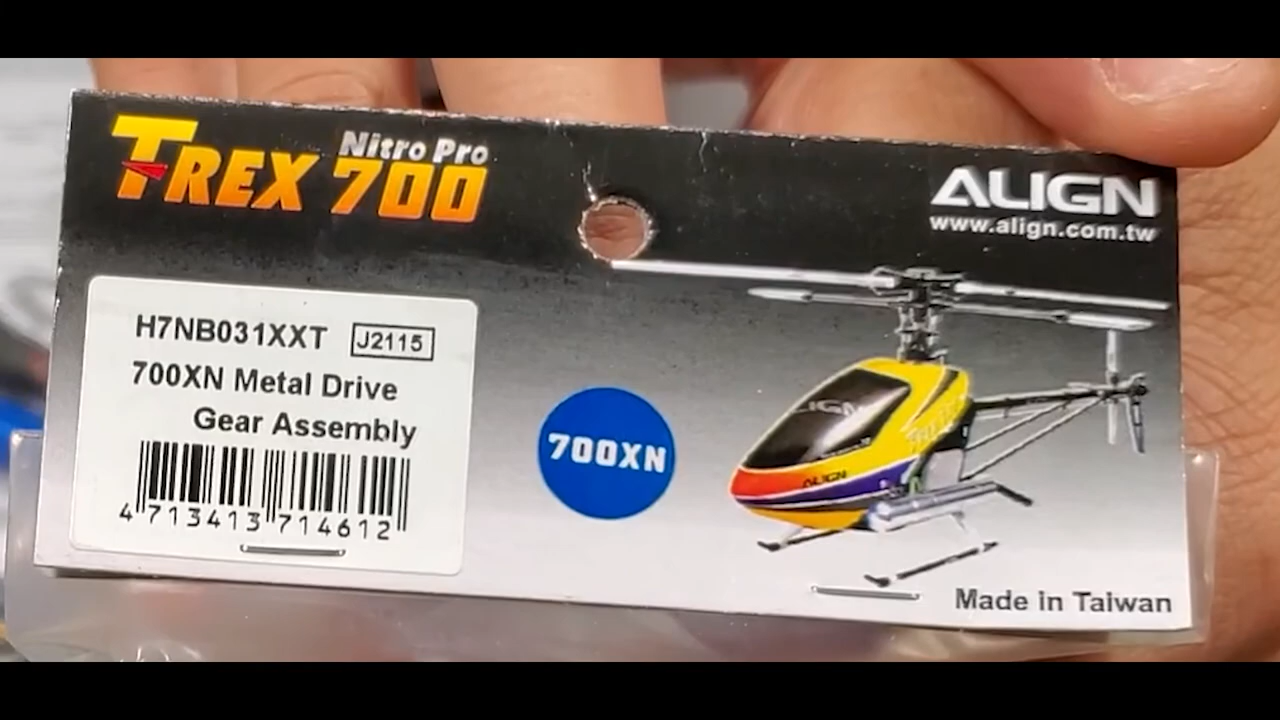 T-REX 700
Nitro Pro
ALIGN
www.align.com.tw
H7NB031XXT J2115
700XN Metal Drive
Gear Assembly
4 713413 714612
700XN
ALIGN
Made in Taiwan